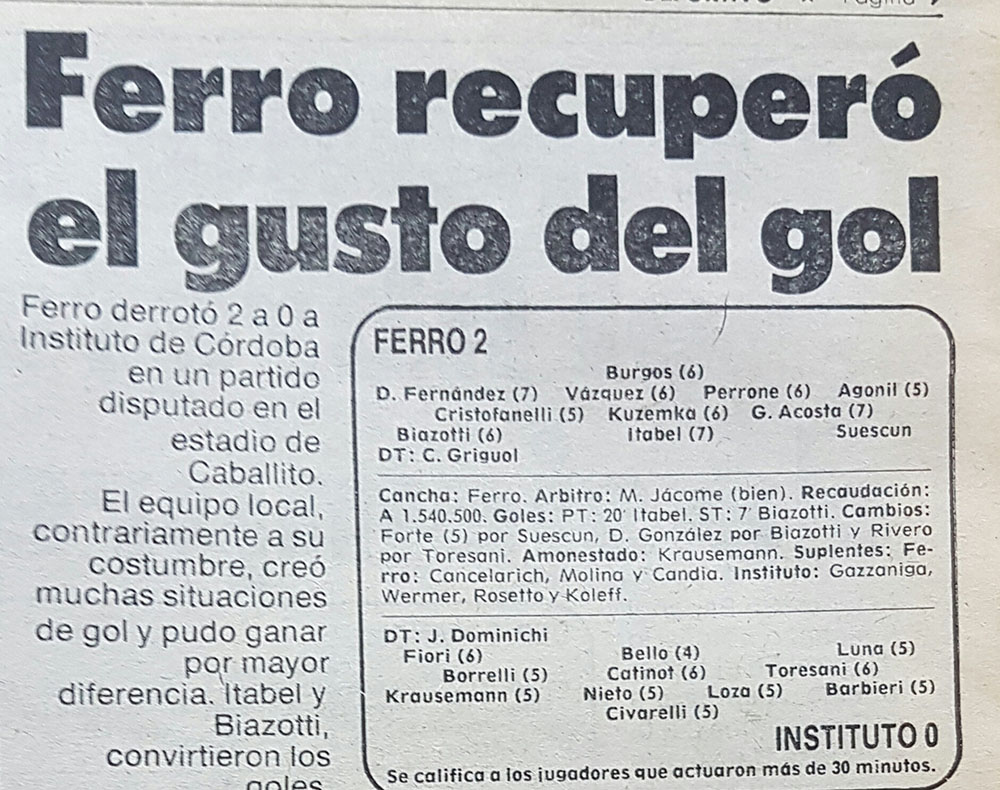 Página 7
Ferro recuperó
el gusto del gol
Ferro derrotó 2 a 0 a
Instituto de Córdoba
en un partido
disputado en el
estadio de
Caballito.
El equipo local,
contrariamente a su
costumbre, creó
muchas situaciones
de gol y pudo ganar
por mayor
diferencia. Itabel y
Biazotti,
convirtieron los
goles.
FERRO 2
Burgos (6)
D. Fernández (7) Vázquez (6) Perrone (6) Agonil (5)
Cristofanelli (5) Kuzemka (6) G. Acosta (7)
Biazotti (6) Itabel (7) Suescun
DT: C. Griguol
Cancha: Ferro. Arbitro: M. Jácome (bien). Recaudación:
A 1.540.500. Goles: PT: 20' Itabel. ST: 7' Biazotti. Cambios:
Forte (5) por Suescun, D. González por Biazotti y Rivero
por Toresani. Amonestado: Krausemann. Suplentes: Fe-
rro: Cancelarich, Molina y Candia. Instituto: Gazzaniga,
Wermer, Rosetto y Koleff.
DT: J. Dominichi
Fiori (6) Bello (4) Luna (5)
Borrelli (5) Catinot (6) Toresani (6)
Krausemann (5) Nieto (5) Loza (5) Barbieri (5)
Civarelli (5)
INSTITUTO 0
Se califica a los jugadores que actuaron más de 30 minutos.